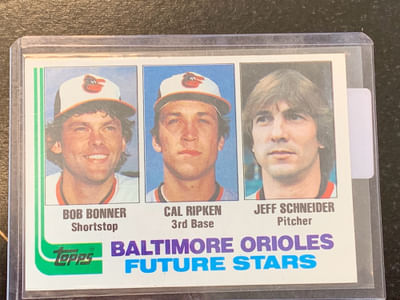 BOB BONNER
Shortstop
CAL RIPKEN
3rd Base
JEFF SCHNEIDER
Pitcher
Topps
BALTIMORE ORIOLES
FUTURE STARS